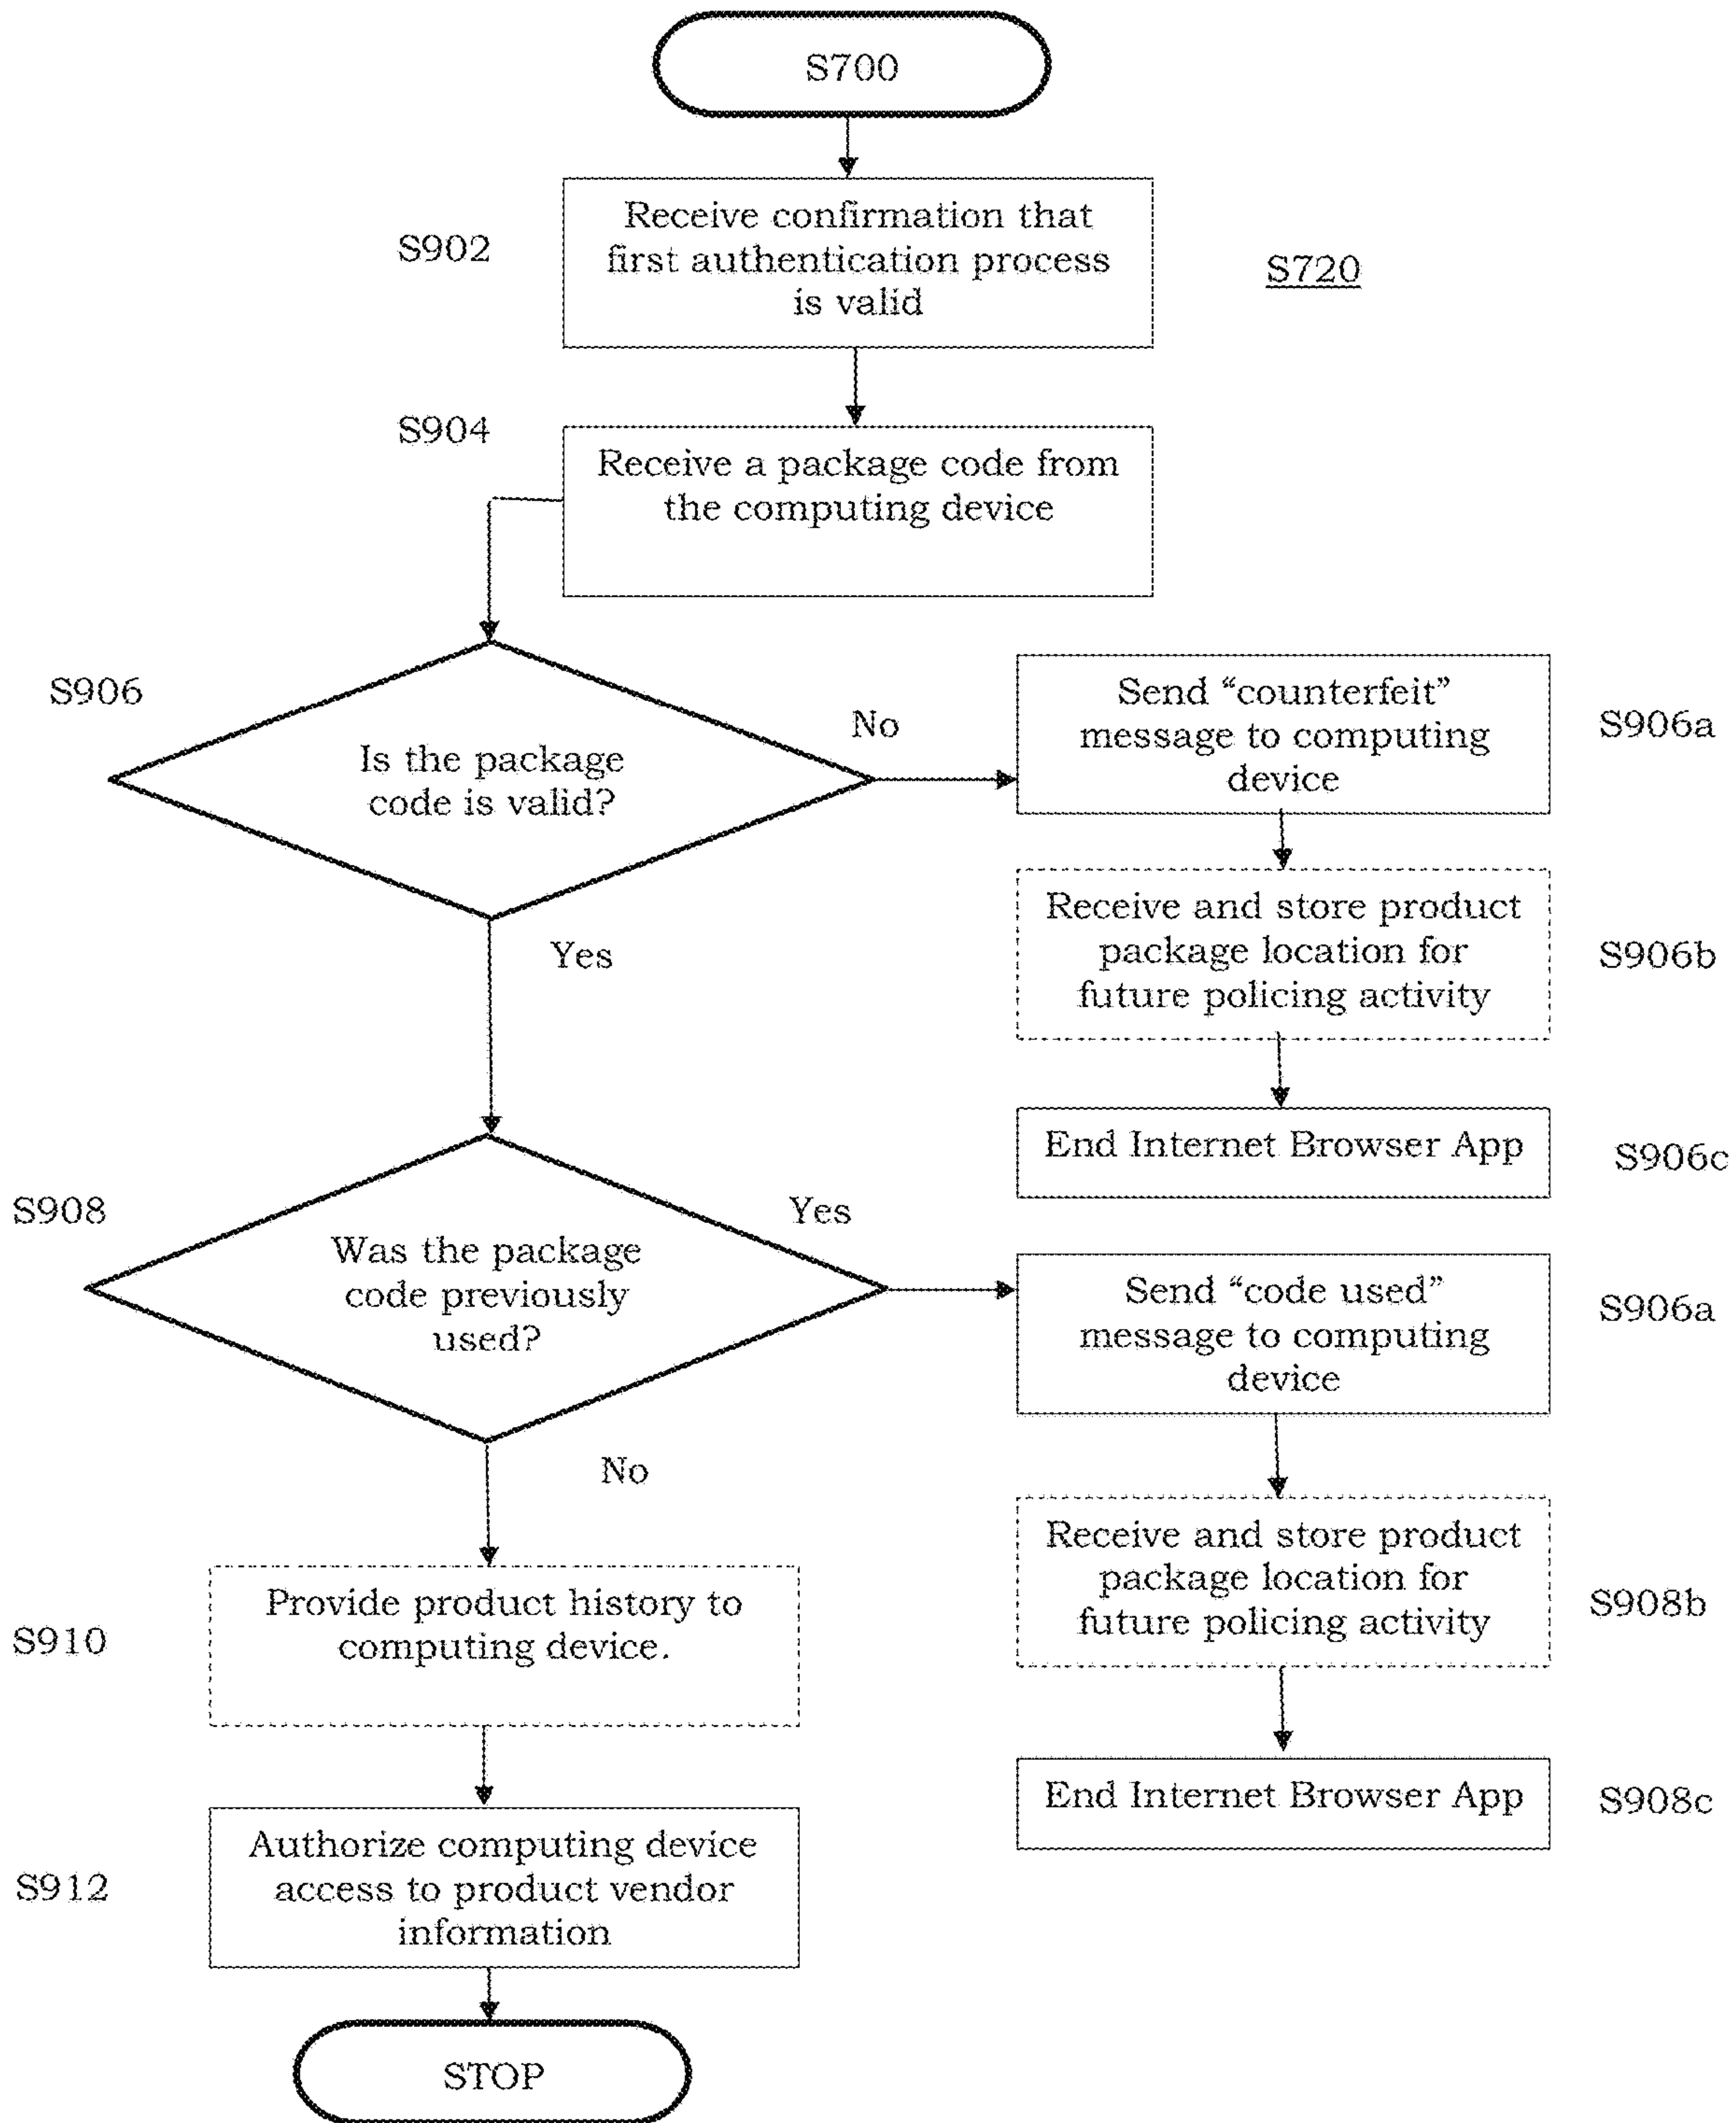 S700
S902
Receive confirmation that
first authentication process
is valid
S720
S904
Receive a package code from
the computing device
S906
Is the package
code is valid?
No
Yes
Send “counterfeit”
message to computing
device
S906a
Receive and store product
package location for
future policing activity
S906b
End Internet Browser App
S906c
S908
Was the package
code previously
used?
Yes
No
Send “code used”
message to computing
device
S906a
Receive and store product
package location for
future policing activity
S908b
End Internet Browser App
S908c
S910
Provide product history to
computing device.
S912
Authorize computing device
access to product vendor
information
STOP